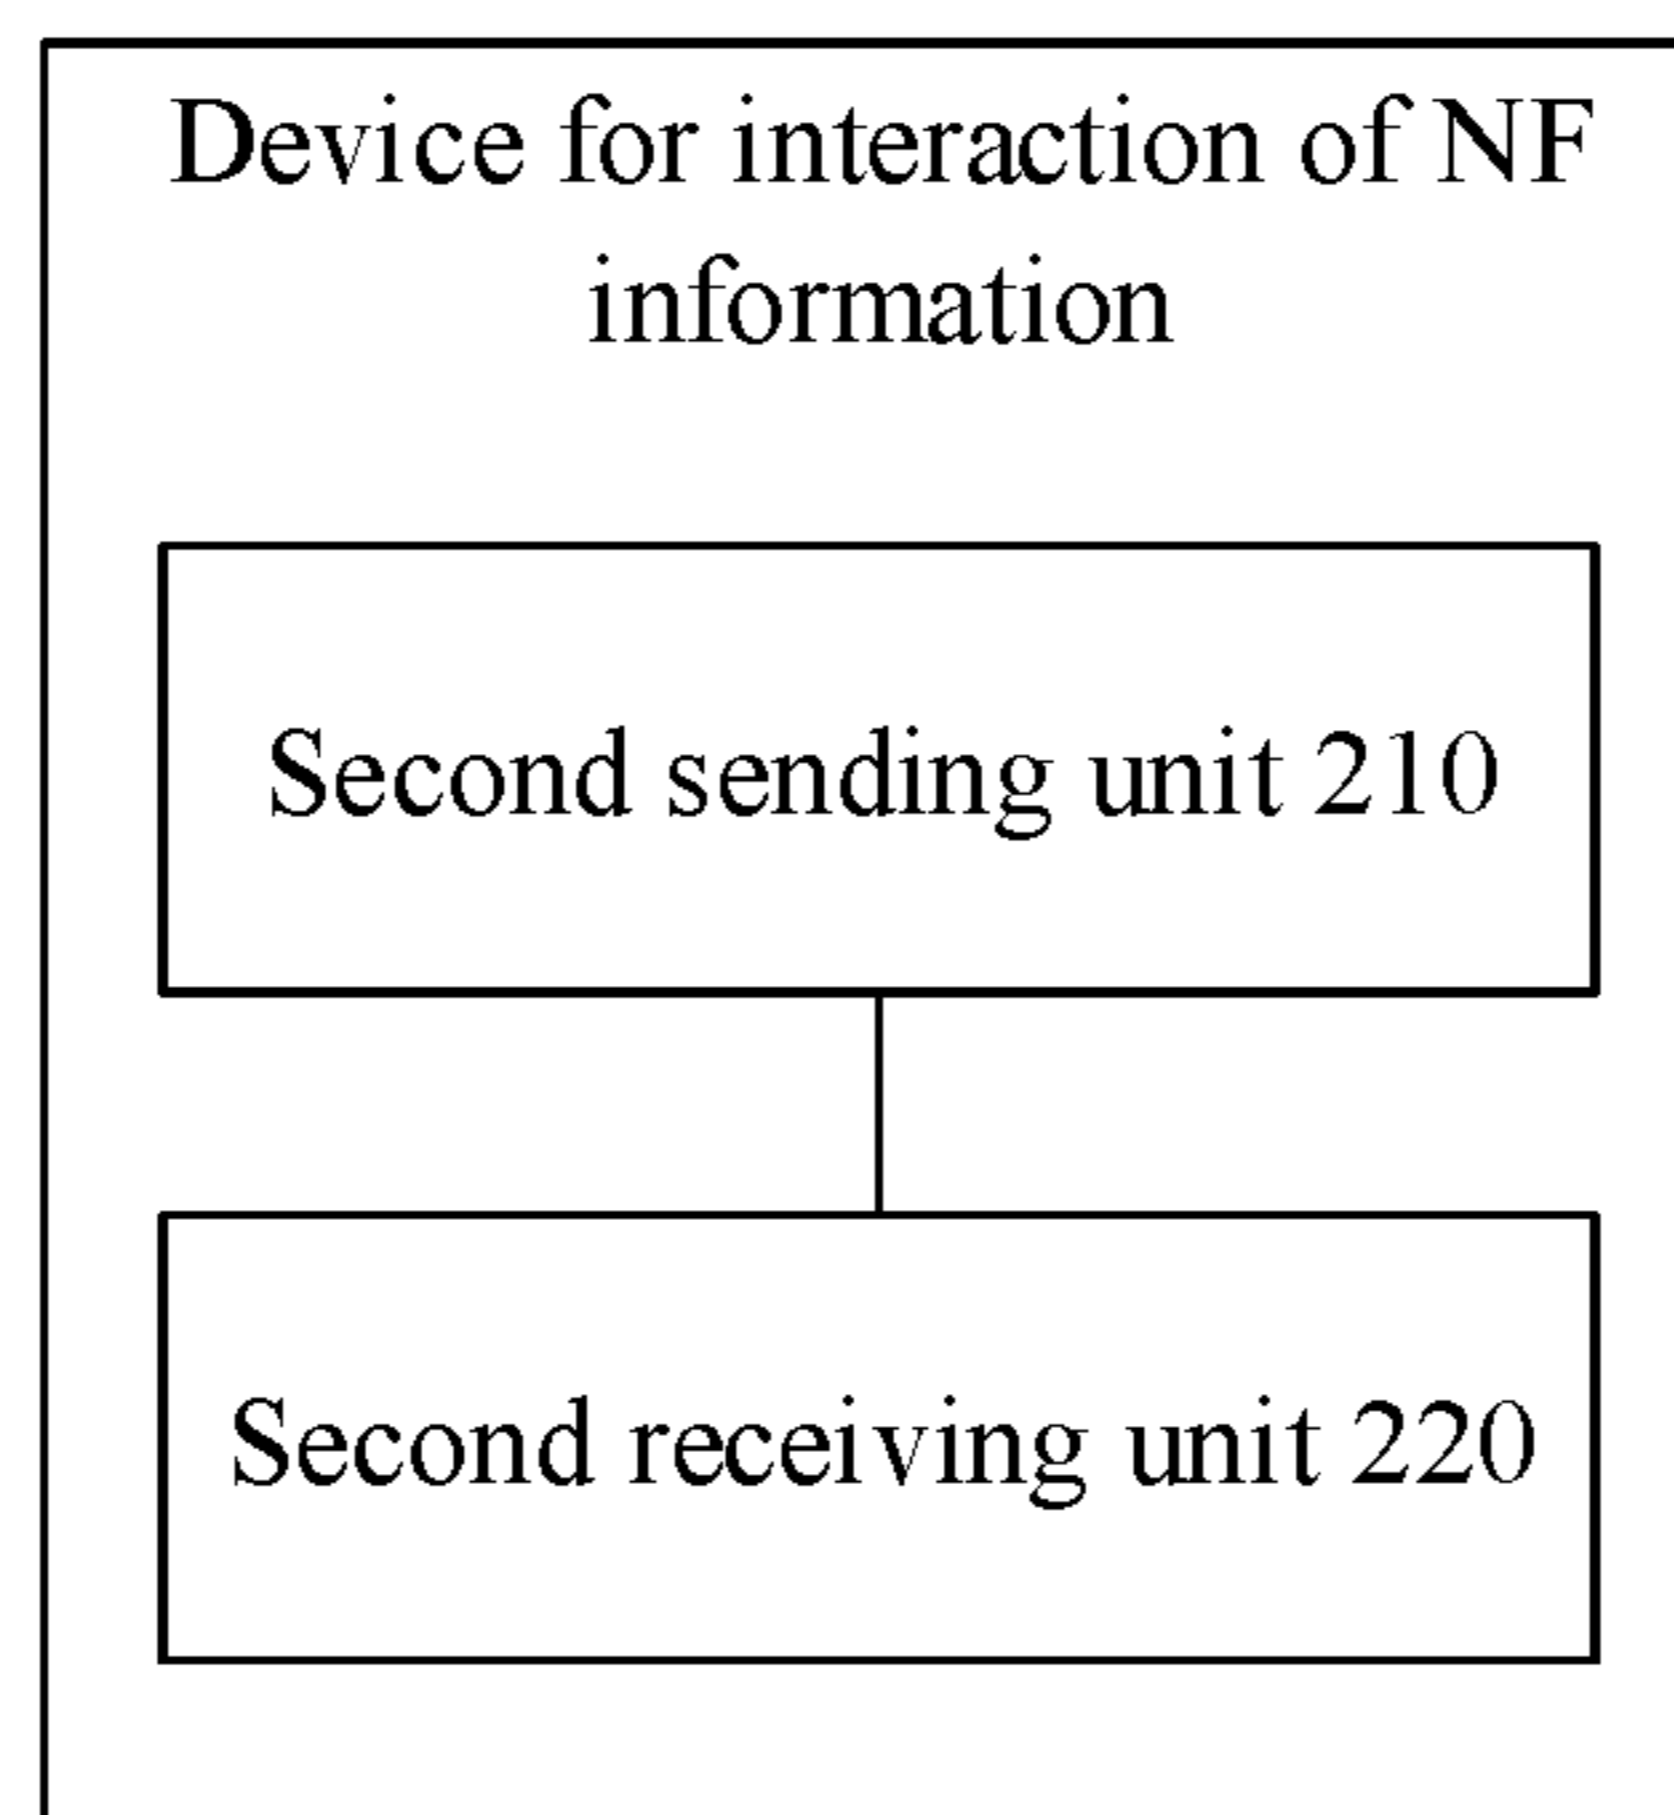 Device for interaction of NF
information
Second sending unit 210
Second receiving unit 220